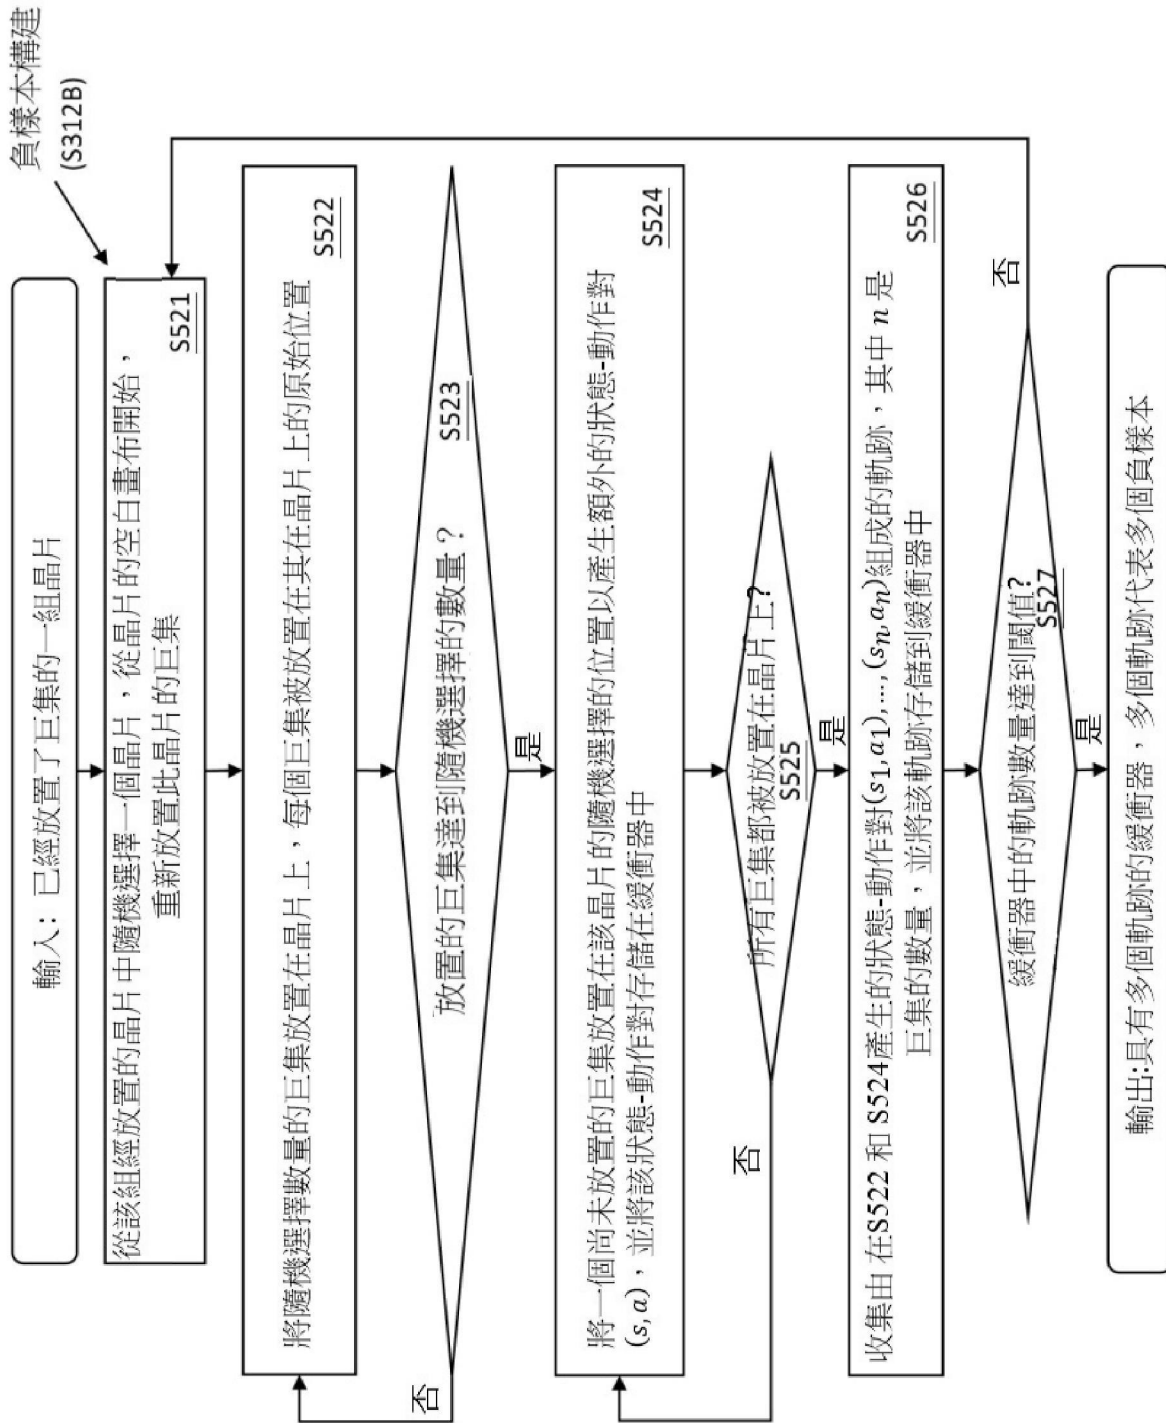 負樣本構建
(S312B)
輸入：已經放置了巨集的一組晶片
從該組經放置的晶片中隨機選擇一個晶片，從晶片的空白畫布開始，
重新放置此晶片的巨集
S521
將隨機選擇數量的巨集放置在晶片上，每個巨集被放置在其在晶片上的原始位置
S522
放置的巨集達到隨機選擇的數量？
S523
否
是
將一個尚未放置的巨集放置在該晶片的隨機選擇的位置以產生額外的狀態-動作對
(s,a)，並將該狀態-動作對存儲在緩衝器中
S524
所有巨集都被放置在晶片上?
S525
否
是
收集由 在S522 和 S524產生的狀態-動作對(s1,a1),...,(sn,an)組成的軌跡，其中 n 是
巨集的數量，並將該軌跡存儲到緩衝器中
S526
緩衝器中的軌跡數量達到閾值?
S527
否
是
輸出:具有多個軌跡的緩衝器，多個軌跡代表多個負樣本